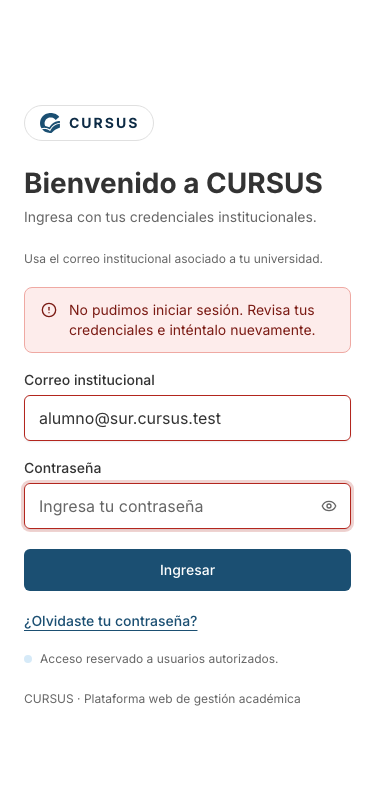 CURSUS
Bienvenido a CURSUS
Ingresa con tus credenciales institucionales.
Usa el correo institucional asociado a tu universidad.
No pudimos iniciar sesión. Revisa tus
credenciales e inténtalo nuevamente.
Correo institucional
alumno@sur.cursus.test
Contraseña
Ingresa tu contraseña
Ingresar
¿Olvidaste tu contraseña?
Acceso reservado a usuarios autorizados.
CURSUS · Plataforma web de gestión académica